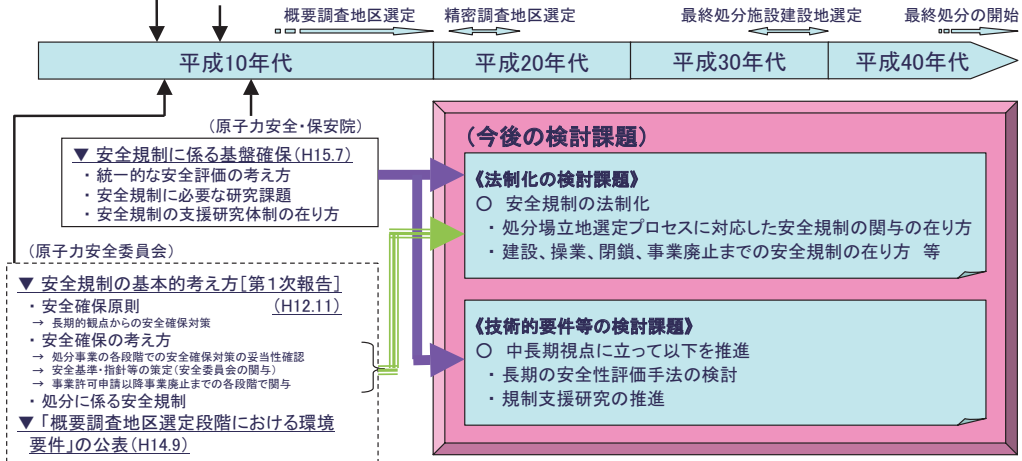 概要調査地区選定
精密調査地区選定
最終処分施設建設地選定
最終処分の開始
平成10年代
平成20年代
平成30年代
平成40年代
(原子力安全・保安院)
▼ 安全規制に係る基盤確保(H15.7)
・統一的な安全評価の考え方
・安全規制に必要な研究課題
・安全規制の支援研究体制の在り方
(原子力安全委員会)
▼ 安全規制の基本的考え方[第1次報告]
・安全確保原則 (H12.11)
→ 長期的観点からの安全確保対策
・安全確保の考え方
→ 処分事業の各段階での安全確保対策の妥当性確認
→ 安全基準・指針等の策定(安全委員会の関与)
→ 事業許可申請以降事業廃止までの各段階で関与
・処分に係る安全規制
▼「概要調査地区選定段階における環境
要件」の公表(H14.9)
(今後の検討課題)
《法制化の検討課題》
○ 安全規制の法制化
・処分場立地選定プロセスに対応した安全規制の関与の在り方
・建設、操業、閉鎖、事業廃止までの安全規制の在り方 等
《技術的要件等の検討課題》
○ 中長期視点に立って以下を推進
・長期の安全性評価手法の検討
・規制支援研究の推進